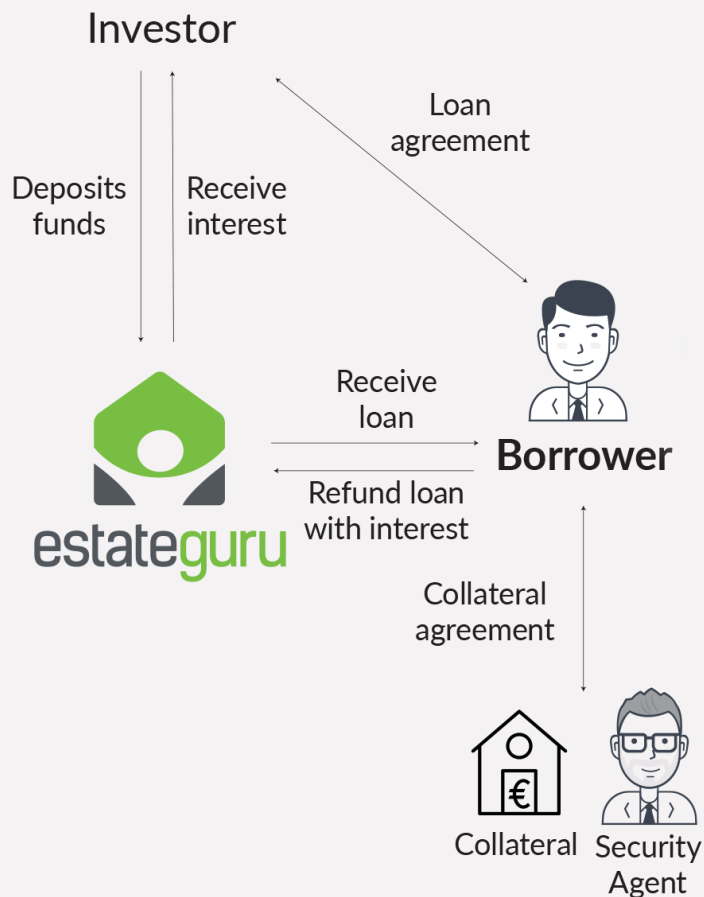 Investor
Loan
agreement
Deposits
funds
Receive
interest
Receive
loan
Borrower
Refund loan
with interest
estateguru
Collateral
agreement
€
Collateral
Security
Agent